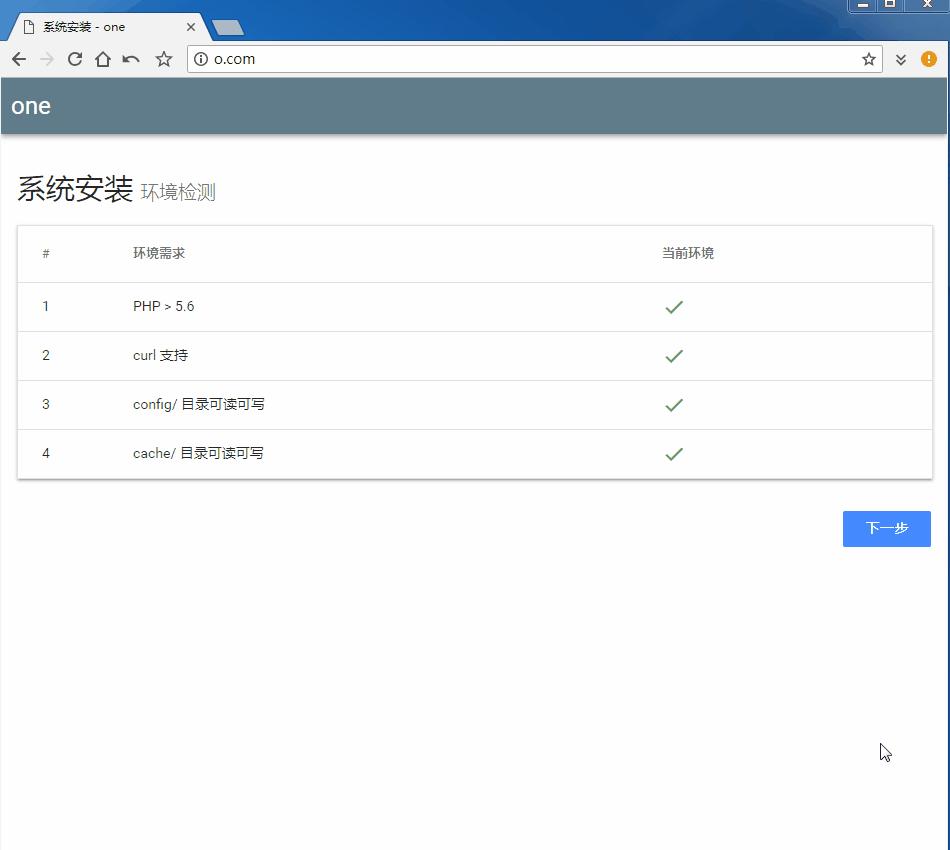 系统安装 - one
o.com
one
系统安装 环境检测
# 环境需求 当前环境
1 PHP > 5.6
2 curl 支持
3 config/ 目录可读可写
4 cache/ 目录可读可写
下一步